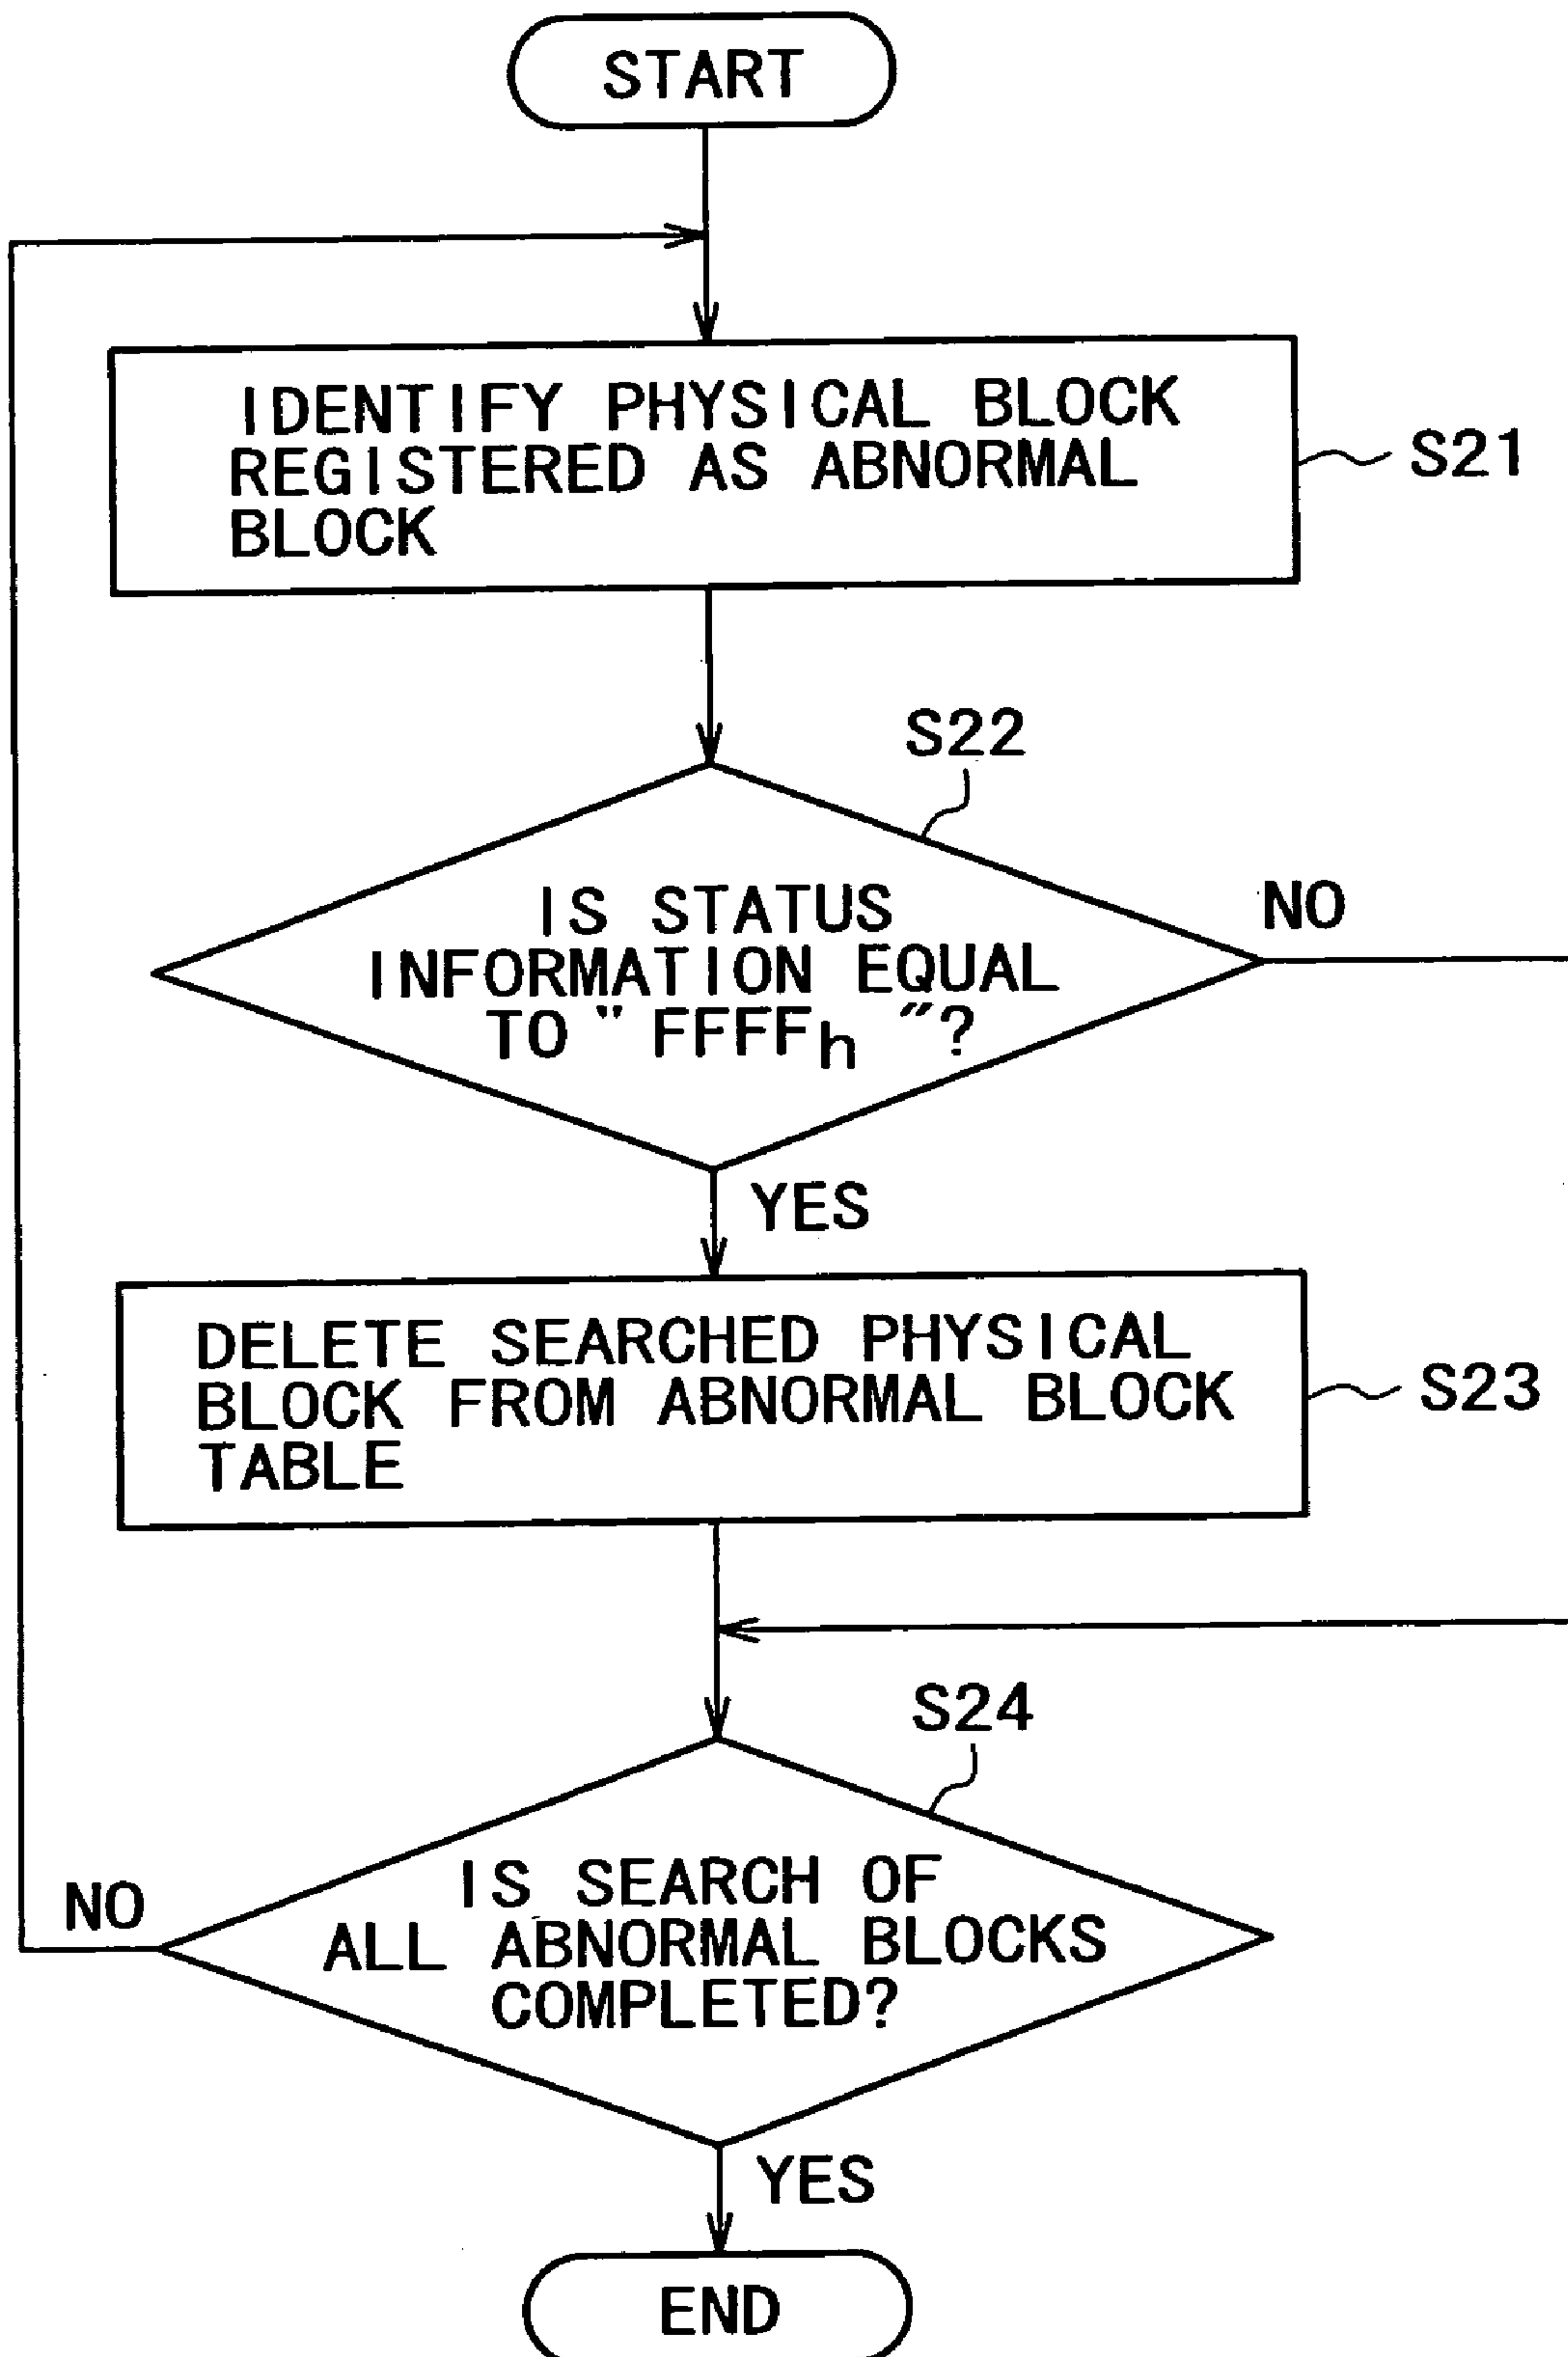 START
IDENTIFY PHYSICAL BLOCK
REGISTERED AS ABNORMAL
BLOCK
S21
S22
IS STATUS
INFORMATION EQUAL
TO " FFFFh "?
NO
YES
DELETE SEARCHED PHYSICAL
BLOCK FROM ABNORMAL BLOCK
TABLE
S23
S24
IS SEARCH OF
ALL ABNORMAL BLOCKS
COMPLETED?
NO
YES
END